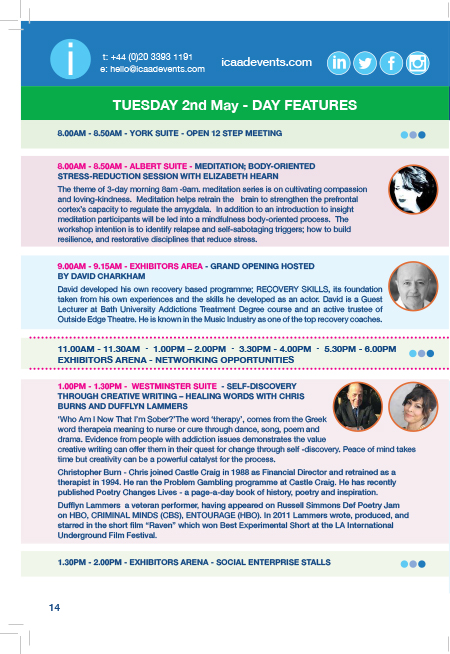 i
t: +44 (0)20 3393 1191
e: hello@icaadevents.com
icaadevents.com
in
f
TUESDAY 2nd May - DAY FEATURES
8.00AM - 8.50AM - YORK SUITE - OPEN 12 STEP MEETING
8.00AM - 8.50AM - ALBERT SUITE - MEDITATION; BODY-ORIENTED
STRESS-REDUCTION SESSION WITH ELIZABETH HEARN
The theme of 3-day morning 8am -9am. meditation series is on cultivating compassion
and loving-kindness. Meditation helps retrain the brain to strengthen the prefrontal
cortex's capacity to regulate the amygdala. In addition to an introduction to insight
meditation participants will be led into a mindfulness body-oriented process. The
workshop intention is to identify relapse and self-sabotaging triggers; how to build
resilience, and restorative disciplines that reduce stress.
9.00AM - 9.15AM - EXHIBITORS AREA - GRAND OPENING HOSTED
BY DAVID CHARKHAM
David developed his own recovery based programme; RECOVERY SKILLS, its foundation
taken from his own experiences and the skills he developed as an actor. David is a Guest
Lecturer at Bath University Addictions Treatment Degree course and an active trustee of
Outside Edge Theatre. He is known in the Music Industry as one of the top recovery coaches.
11.00AM - 11.30AM - 1.00PM – 2.00PM - 3.30PM - 4.00PM - 5.30PM - 6.00PM
EXHIBITORS ARENA - NETWORKING OPPORTUNITIES
1.00PM - 1.30PM - WESTMINSTER SUITE - SELF-DISCOVERY
THROUGH CREATIVE WRITING – HEALING WORDS WITH CHRIS
BURNS AND DUFFLYN LAMMERS
'Who Am I Now That I'm Sober?'The word 'therapy', comes from the Greek
word therapeia meaning to nurse or cure through dance, song, poem and
drama. Evidence from people with addiction issues demonstrates the value
creative writing can offer them in their quest for change through self -discovery. Peace of mind takes
time but creativity can be a powerful catalyst for the process.
Christopher Burn - Chris joined Castle Craig in 1988 as Financial Director and retrained as a
therapist in 1994. He ran the Problem Gambling programme at Castle Craig. He has recently
published Poetry Changes Lives - a page-a-day book of history, poetry and inspiration.
Dufflyn Lammers a veteran performer, having appeared on Russell Simmons Def Poetry Jam
on HBO, CRIMINAL MINDS (CBS), ENTOURAGE (HBO). In 2011 Lammers wrote, produced, and
starred in the short film "Raven" which won Best Experimental Short at the LA International
Underground Film Festival.
1.30PM - 2.00PM - EXHIBITORS ARENA - SOCIAL ENTERPRISE STALLS
14